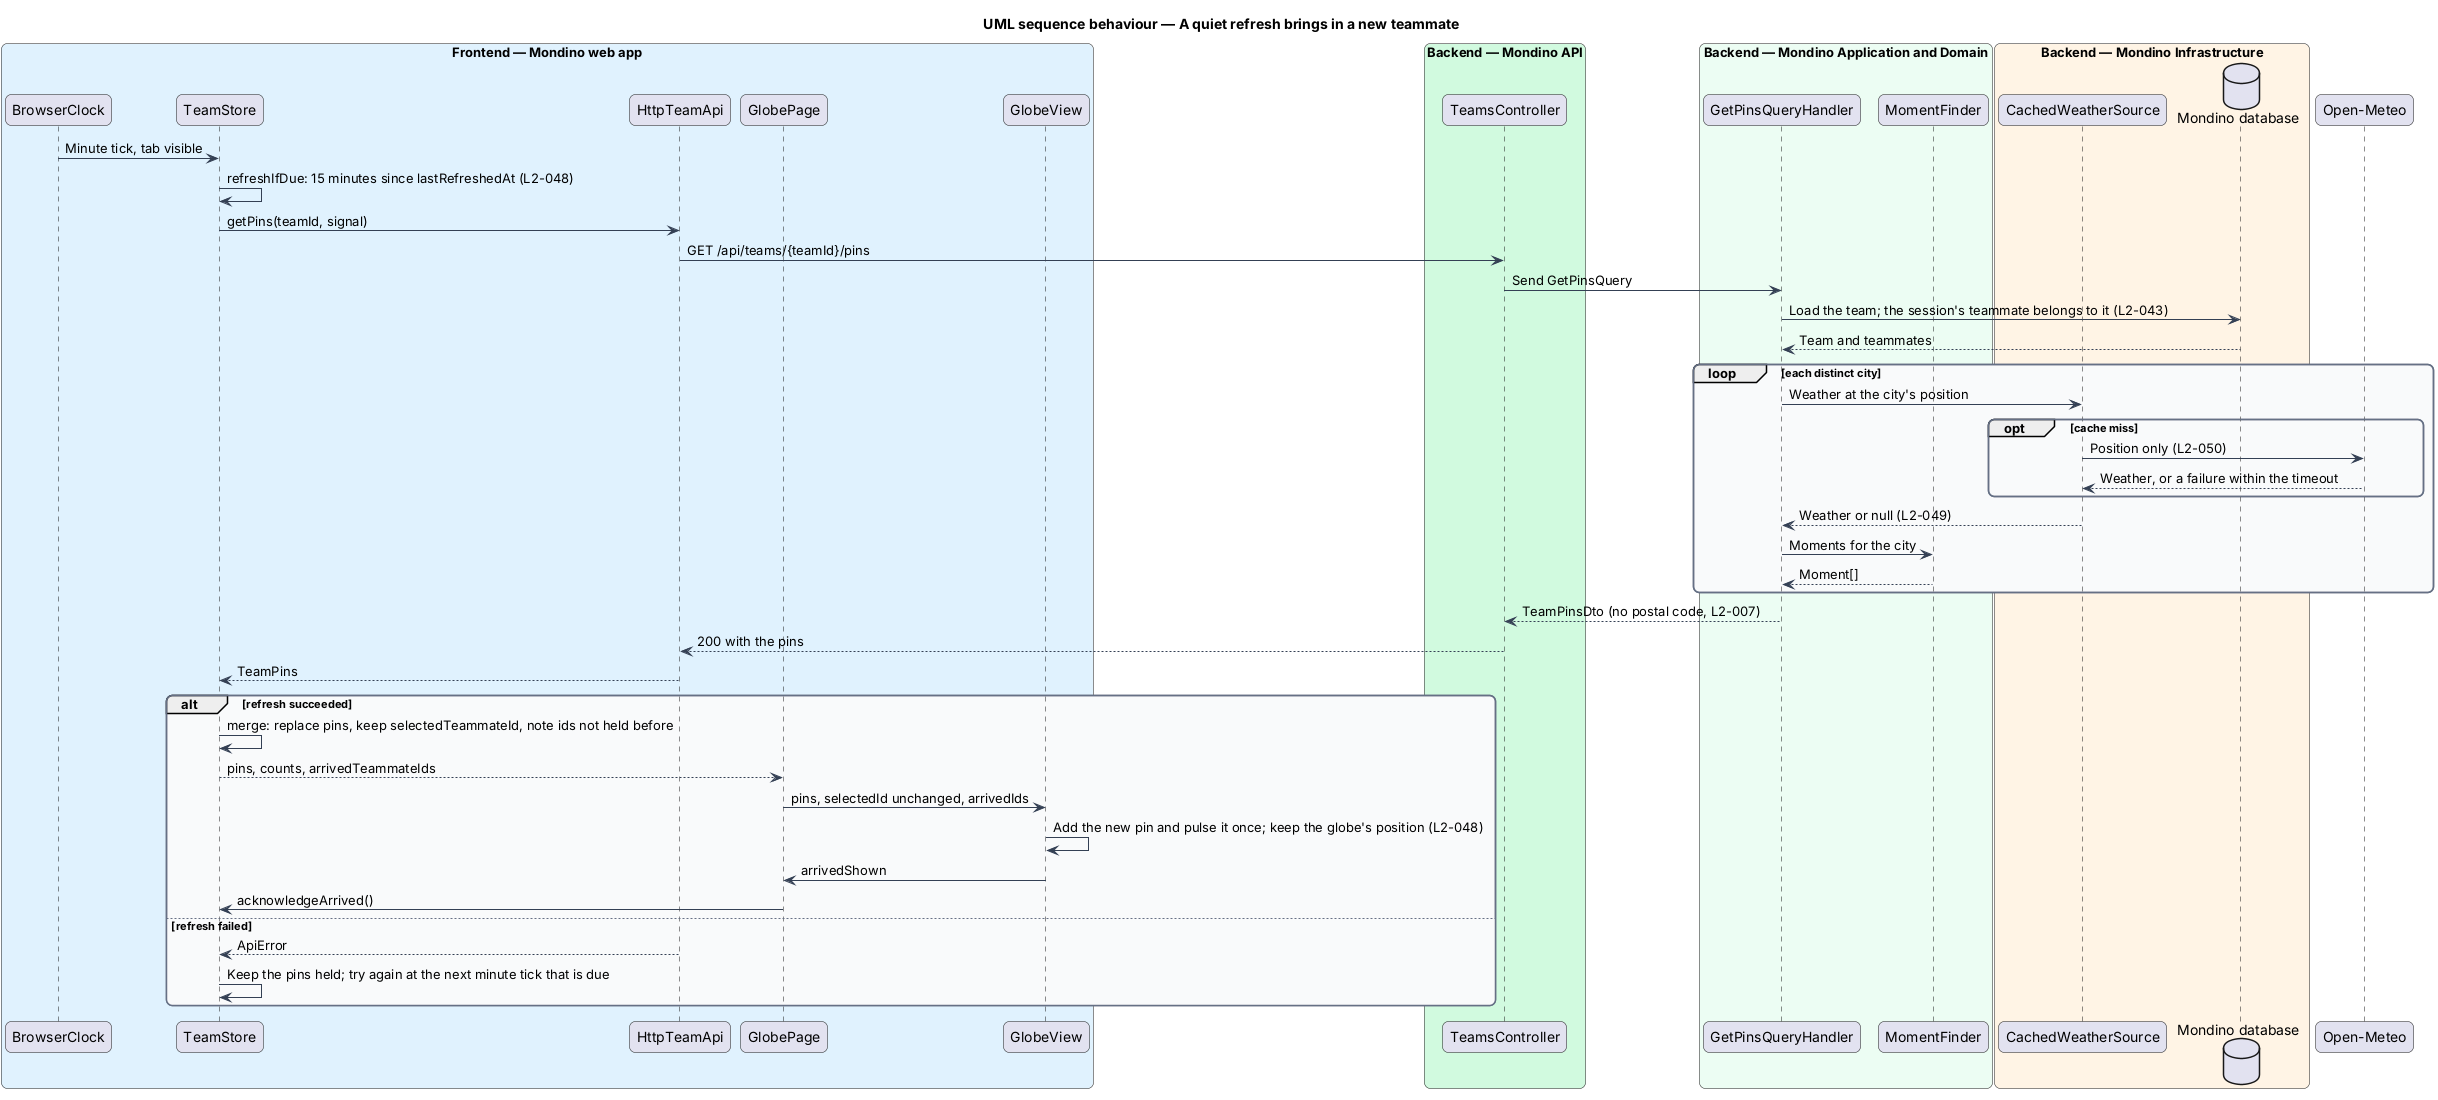 UML sequence behaviour — A quiet refresh brings in a new teammate
Frontend — Mondino web app
Backend — Mondino API
Backend — Mondino Application and Domain
Backend — Mondino Infrastructure
BrowserClock
TeamStore
HttpTeamApi
GlobePage
GlobeView
TeamsController
GetPinsQueryHandler
MomentFinder
CachedWeatherSource
Mondino database
Open-Meteo
Minute tick, tab visible
refreshIfDue: 15 minutes since lastRefreshedAt (L2-048)
getPins(teamId, signal)
GET /api/teams/{teamId}/pins
Send GetPinsQuery
Load the team; the session's teammate belongs to it (L2-043)
Team and teammates
loop [each distinct city]
Weather at the city's position
opt [cache miss]
Position only (L2-050)
Weather, or a failure within the timeout
Weather or null (L2-049)
Moments for the city
Moment[]
TeamPinsDto (no postal code, L2-007)
200 with the pins
TeamPins
alt [refresh succeeded]
merge: replace pins, keep selectedTeammateId, note ids not held before
pins, counts, arrivedTeammateIds
pins, selectedId unchanged, arrivedIds
Add the new pin and pulse it once; keep the globe's position (L2-048)
arrivedShown
acknowledgeArrived()
[refresh failed]
ApiError
Keep the pins held; try again at the next minute tick that is due
BrowserClock
TeamStore
HttpTeamApi
GlobePage
GlobeView
TeamsController
GetPinsQueryHandler
MomentFinder
CachedWeatherSource
Mondino database
Open-Meteo